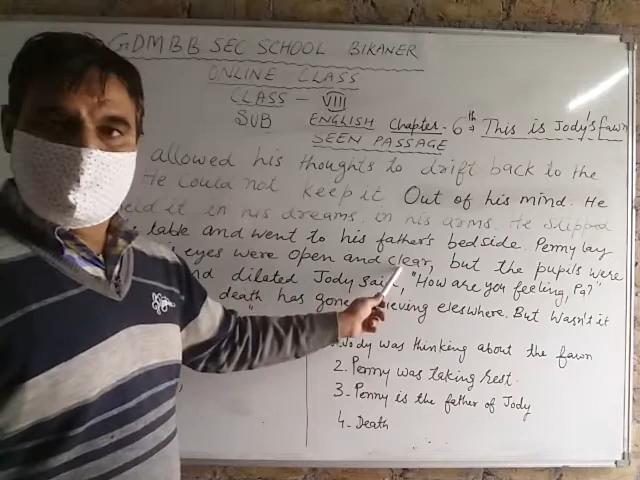 GDMBB SEC SCHOOL BIKANER
ONLINE CLASS
CLASS - VIII
SUB ENGLISH Chapter-6th "This is Jody's fawn
SEEN PASSAGE
allowed his thoughts to drift back to the
He could not keep it Out of his mind. He
held it in his dreams, in his arms. He slipped
table and went to his father's bedside. Penny lay
eyes were open and clear, but the pupils were
dilated Jody said, "How are you feeling, Pa?"
death has gone eleswhere. But wasn't it
Jody was thinking about the fawn
2. Penny was taking rest.
3. Penny is the father of Jody
4. Death